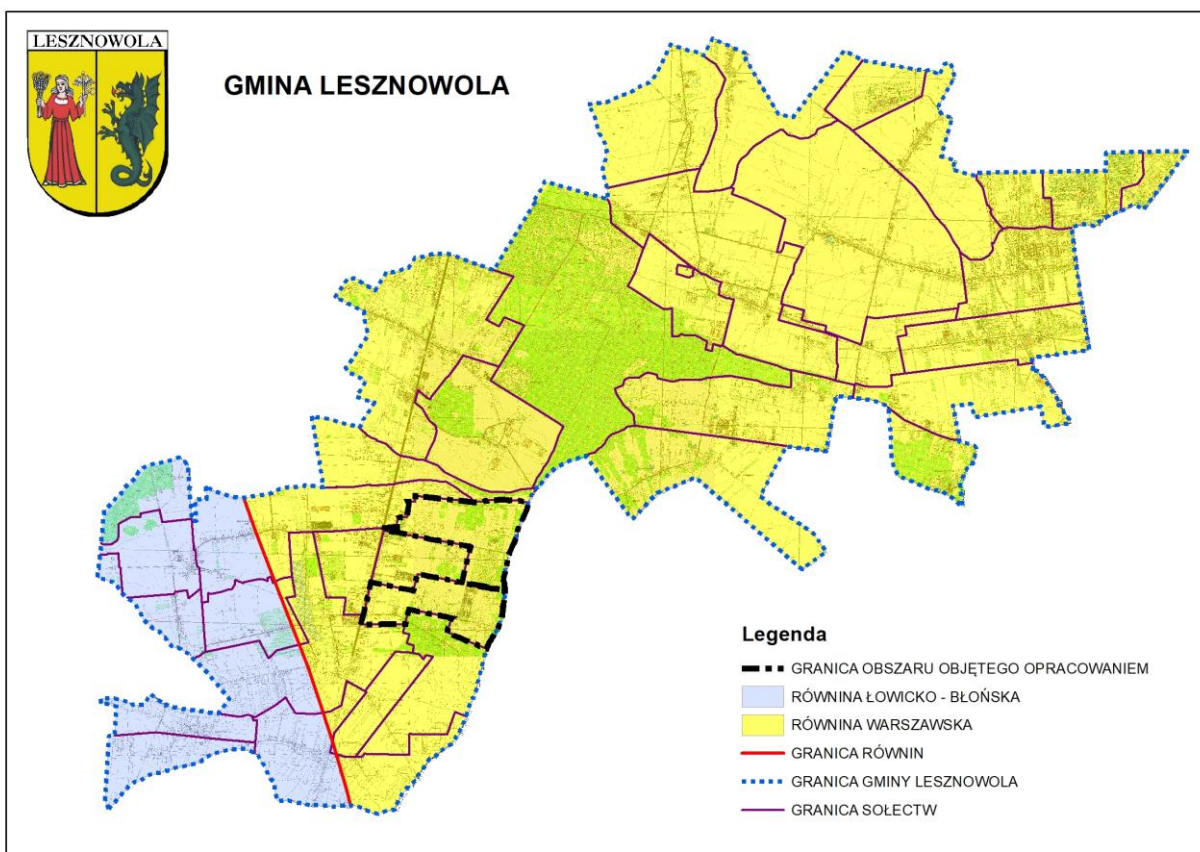 LESZNOWOLA
GMINA LESZNOWOLA
Legenda
GRANICA OBSZARU OBJĘTEGO OPRACOWANIEM
RÓWNINA ŁOWICKO - BŁOŃSKA
RÓWNINA WARSZAWSKA
GRANICA RÓWNIN
GRANICA GMINY LESZNOWOLA
GRANICA SOŁECTW